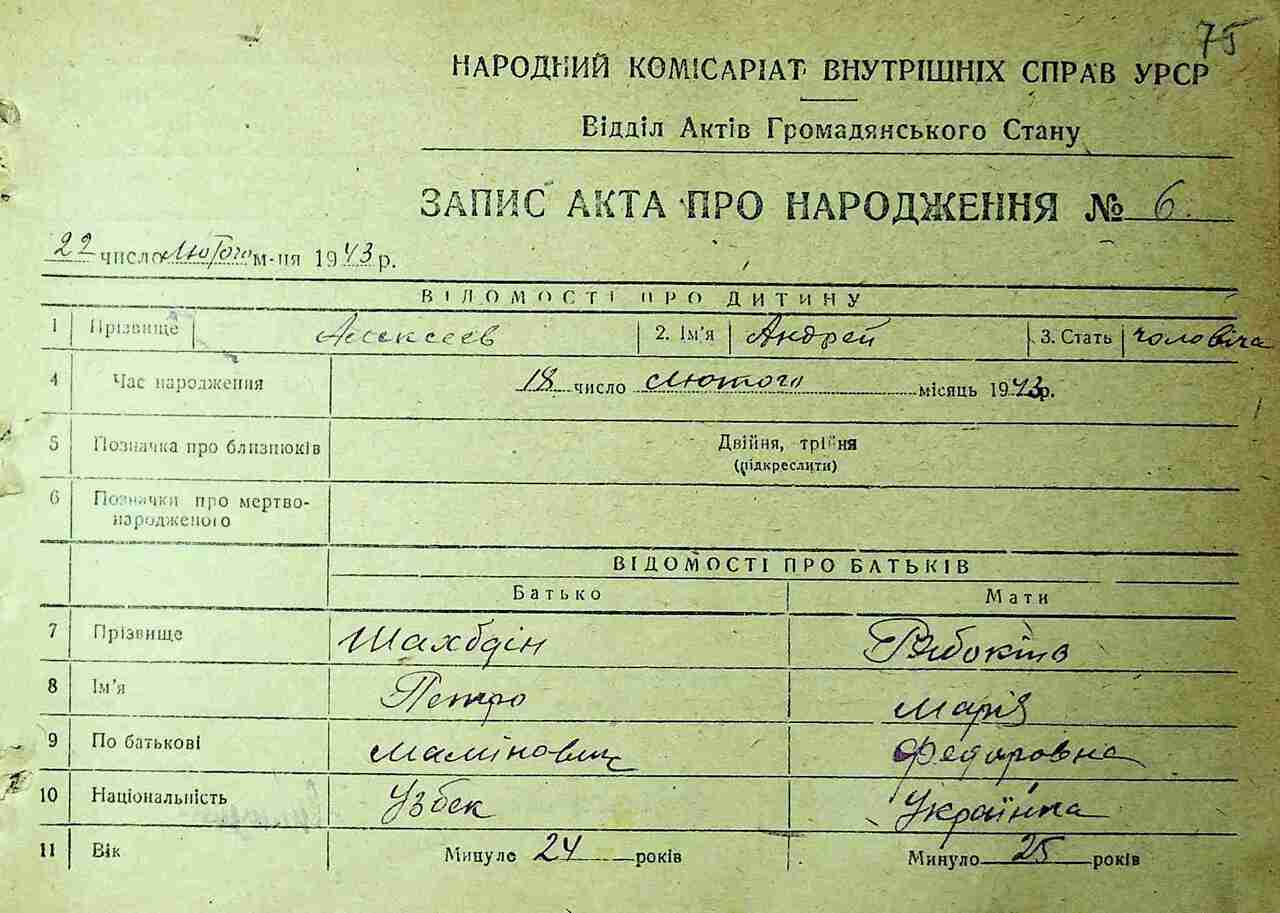 75
НАРОДНИЙ КОМІСАРІАТ ВНУТРІШНІХ СПРАВ УРСР
Відділ Актів Громадянського Стану
ЗАПИС АКТА ПРО НАРОДЖЕННЯ № 6
22 число Лютого м-ця 1943 р.
ВІДОМОСТІ ПРО ДИТИНУ
1 Прізвище Алексеев 2. Ім'я Андрей 3. Стать чоловіча
4 Час народження 18 число лютого місяць 1943р.
5 Позначка про близнюків Двійня, трійня
(підкреслити)
6 Позначки про мертво-
народженого
ВІДОМОСТІ ПРО БАТЬКІВ
Батько Мати
7 Прізвище Шахбдін
8 Ім'я Петро Марія
9 По батькові Мамінович Федоровна
10 Національність Узбек Українка
11 Вік Минуло 24 років Минуло 25 років